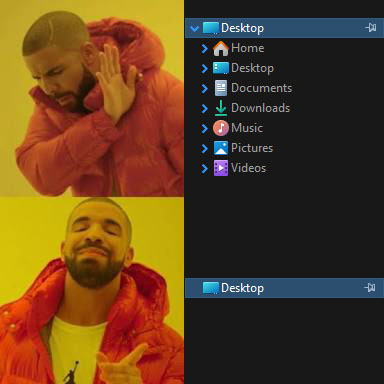 Desktop
Home
Desktop
Documents
Downloads
Music
Pictures
Videos
Desktop